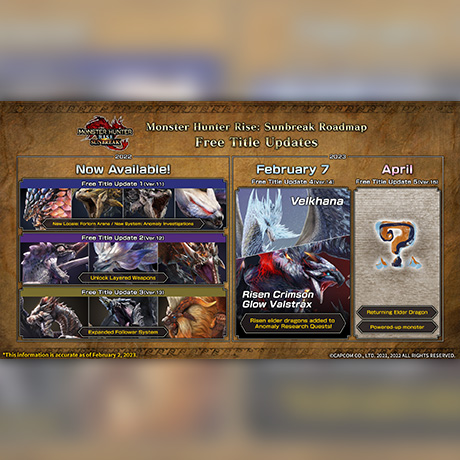 MONSTER HUNTER
RISE
SUNBREAK
Monster Hunter Rise: Sunbreak Roadmap
Free Title Updates
2022
Now Available!
Free Title Update 1 (Ver.11)
New Locale: Forlorn Arena / New System: Anomaly Investigations
Free Title Update 2 (Ver.12)
Unlock Layered Weapons
Free Title Update 3 (Ver.13)
Expanded Follower System
2023
February 7
Free Title Update 4 (Ver.14)
Velkhana
Risen Crimson
Glow Valstrax
Risen elder dragons added to
Anomaly Research Quests!
April
Free Title Update 5 (Ver.15)
?
Returning Elder Dragon
Powered-up monster
*This information is accurate as of February 2, 2023.
©CAPCOM CO., LTD. 2021, 2022 ALL RIGHTS RESERVED.